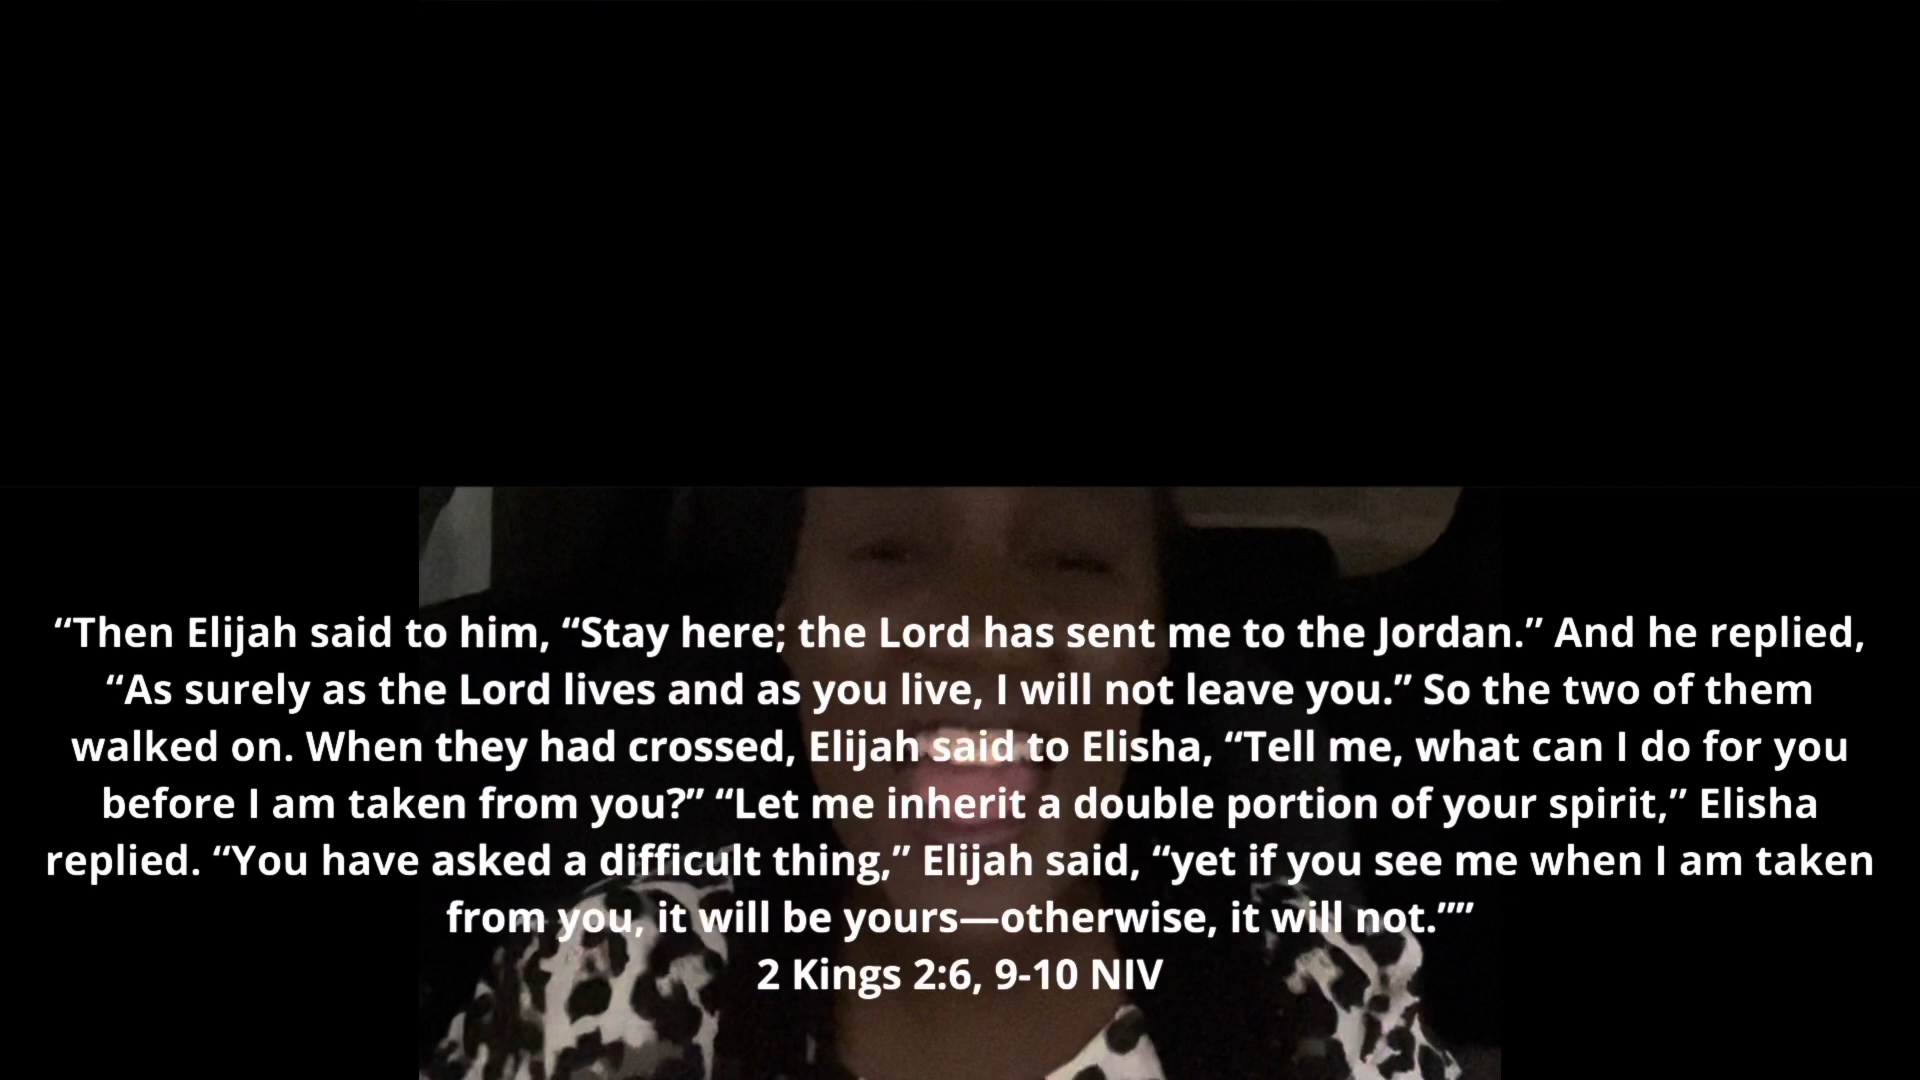 “Then Elijah said to him, “Stay here; the Lord has sent me to the Jordan.” And he replied,
“As surely as the Lord lives and as you live, I will not leave you.” So the two of them
walked on. When they had crossed, Elijah said to Elisha, “Tell me, what can I do for you
before I am taken from you?” “Let me inherit a double portion of your spirit,” Elisha
replied. “You have asked a difficult thing,” Elijah said, “yet if you see me when I am taken
from you, it will be yours—otherwise, it will not.””
2 Kings 2:6, 9-10 NIV